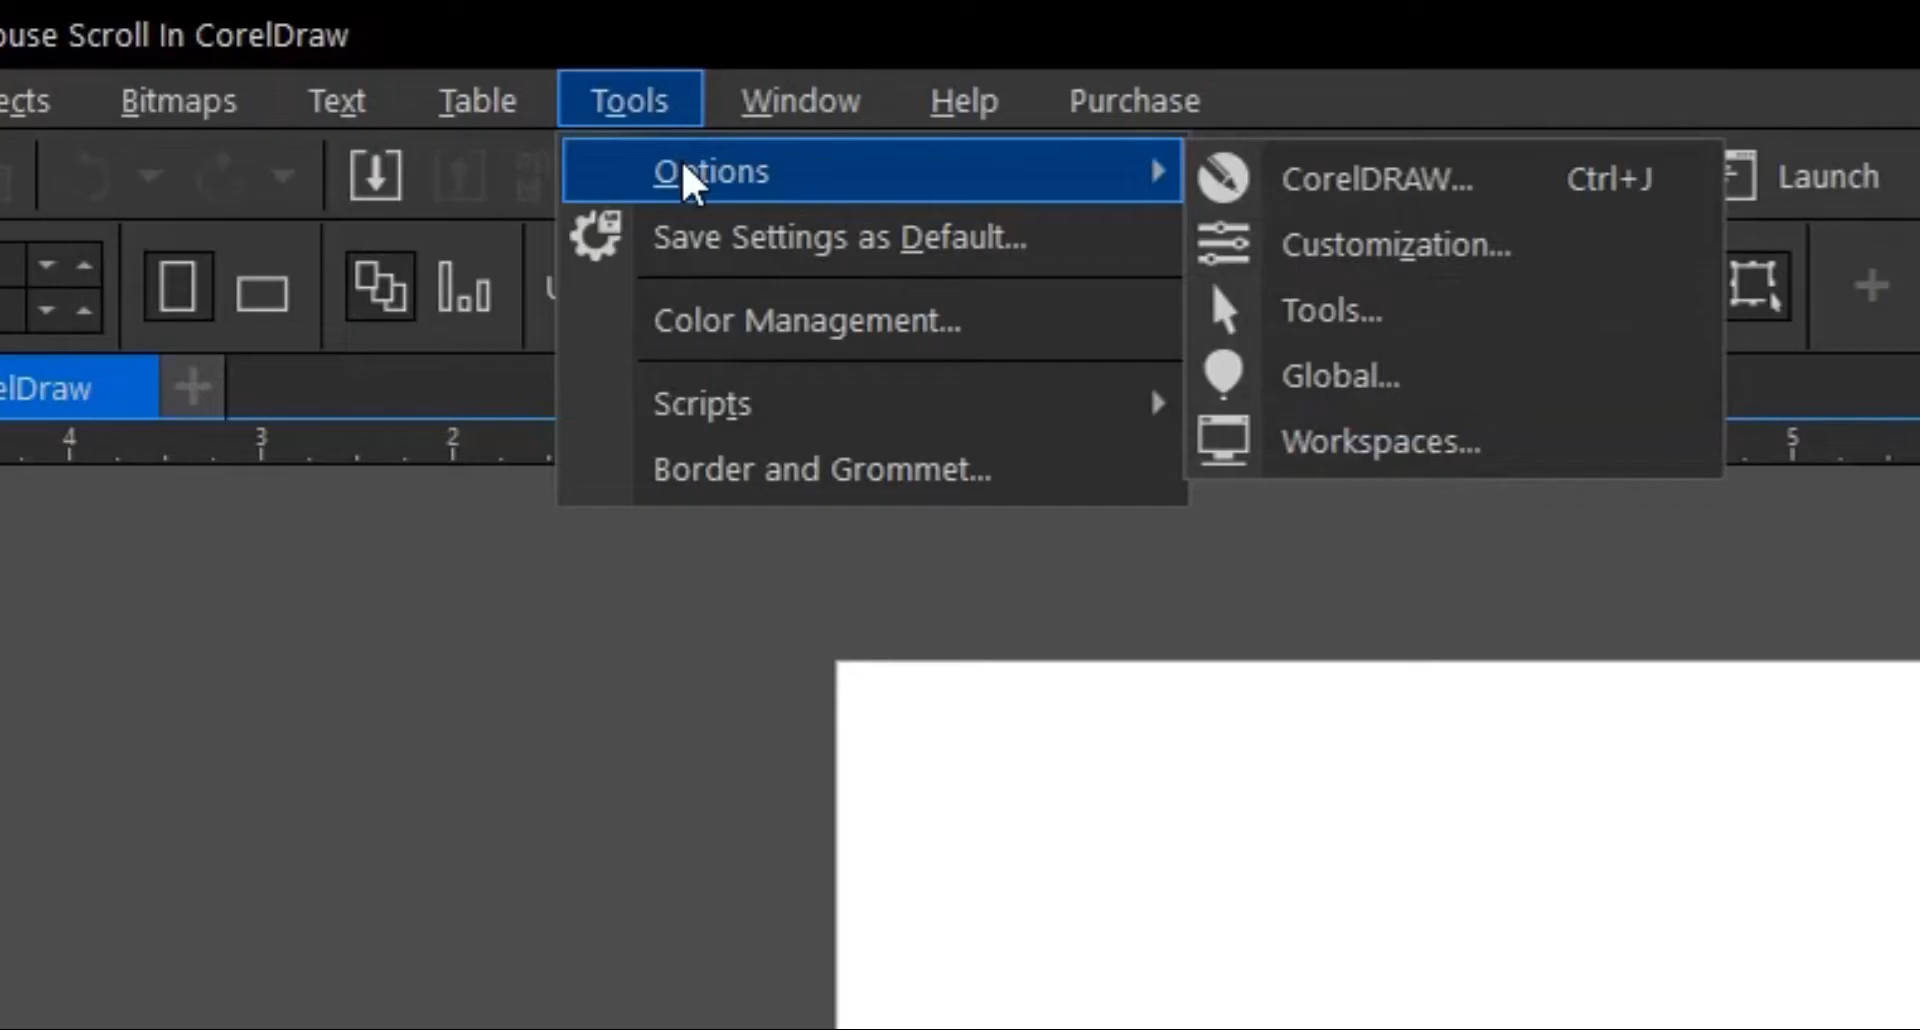 ouse Scroll In CorelDraw
ects Bitmaps Text Table Tools Window Help Purchase
Options
CorelDRAW... Ctrl+J
Launch
Save Settings as Default...
Customization...
Color Management...
Tools...
Global...
elDraw
Scripts
Workspaces...
4 3 2 5
Border and Grommet...